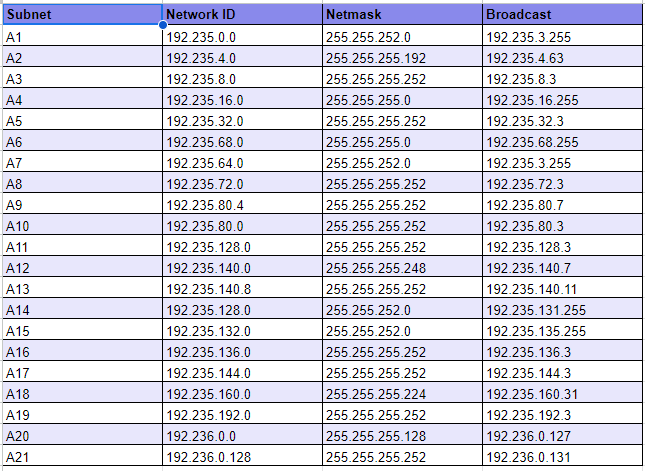 Subnet Network ID Netmask Broadcast
A1 192.235.0.0 255.255.252.0 192.235.3.255
A2 192.235.4.0 255.255.255.192 192.235.4.63
A3 192.235.8.0 255.255.255.252 192.235.8.3
A4 192.235.16.0 255.255.255.0 192.235.16.255
A5 192.235.32.0 255.255.255.252 192.235.32.3
A6 192.235.68.0 255.255.255.0 192.235.68.255
A7 192.235.64.0 255.255.252.0 192.235.3.255
A8 192.235.72.0 255.255.255.252 192.235.72.3
A9 192.235.80.4 255.255.255.252 192.235.80.7
A10 192.235.80.0 255.255.255.252 192.235.80.3
A11 192.235.128.0 255.255.255.252 192.235.128.3
A12 192.235.140.0 255.255.255.248 192.235.140.7
A13 192.235.140.8 255.255.255.252 192.235.140.11
A14 192.235.128.0 255.255.252.0 192.235.131.255
A15 192.235.132.0 255.255.252.0 192.235.135.255
A16 192.235.136.0 255.255.255.252 192.235.136.3
A17 192.235.144.0 255.255.255.252 192.235.144.3
A18 192.235.160.0 255.255.255.224 192.235.160.31
A19 192.235.192.0 255.255.255.252 192.235.192.3
A20 192.236.0.0 255.255.255.128 192.236.0.127
A21 192.236.0.128 255.255.255.252 192.236.0.131